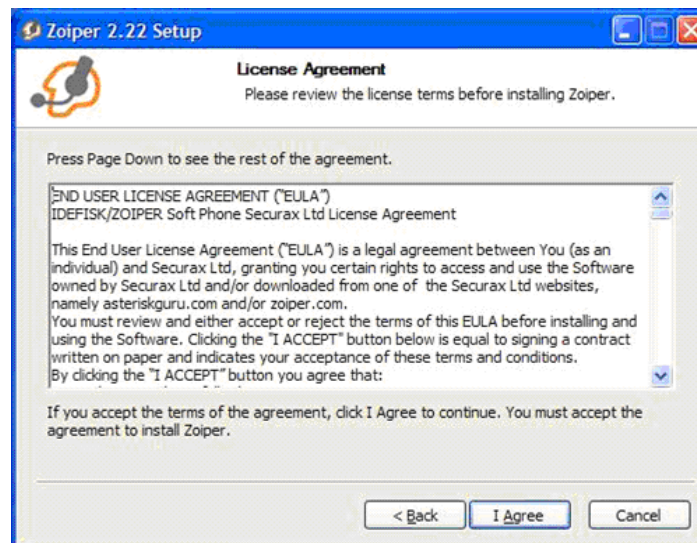 Zoiper 2.22 Setup
License Agreement
Please review the license terms before installing Zoiper.
Press Page Down to see the rest of the agreement.
END USER LICENSE AGREEMENT ("EULA")
IDEFISK/ZOIPER Soft Phone Securax Ltd License Agreement
This End User License Agreement ("EULA") is a legal agreement between You (as an
individual) and Securax Ltd, granting you certain rights to access and use the Software
owned by Securax Ltd and/or downloaded from one of the Securax Ltd websites,
namely asteriskguru.com and/or zoiper.com.
You must review and either accept or reject the terms of this EULA before installing and
using the Software. Clicking the "I ACCEPT" button below is equal to signing a contract
written on paper and indicates your acceptance of these terms and conditions.
By clicking the "I ACCEPT" button you agree that:
If you accept the terms of the agreement, click I Agree to continue. You must accept the
agreement to install Zoiper.
< Back I Agree Cancel